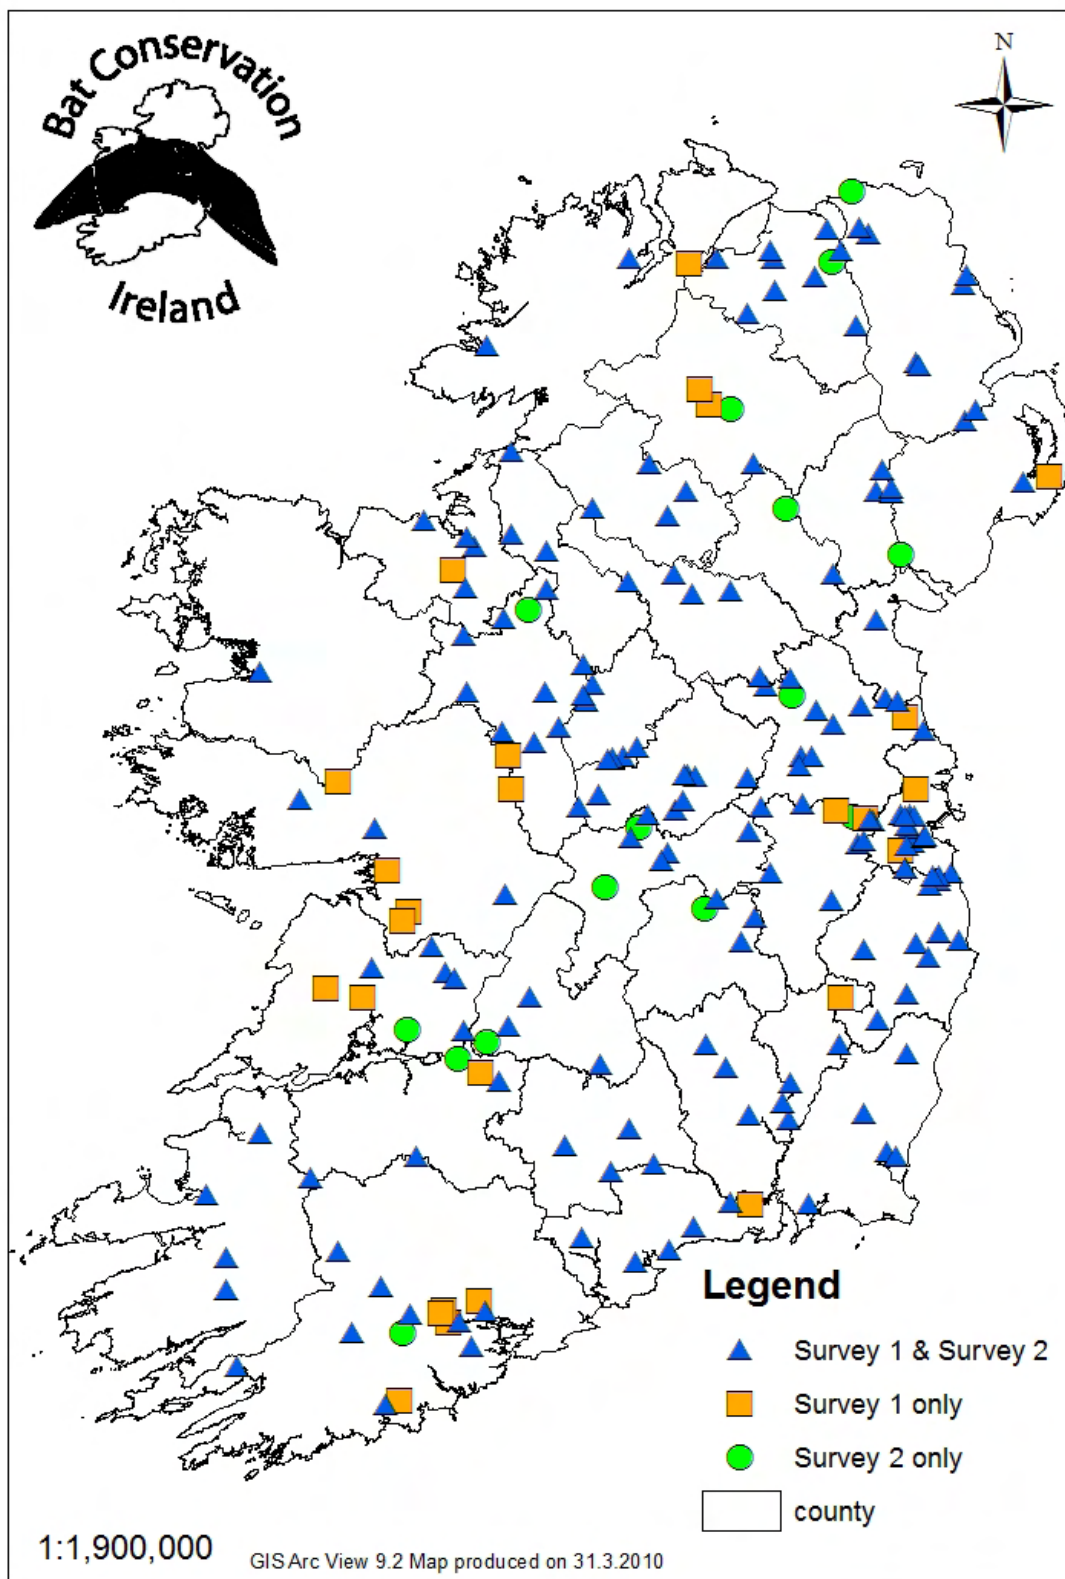 Bat Conservation
Ireland
N
Legend
Survey 1 & Survey 2
Survey 1 only
Survey 2 only
county
1:1,900,000
GIS Arc View 9.2 Map produced on 31.3.2010